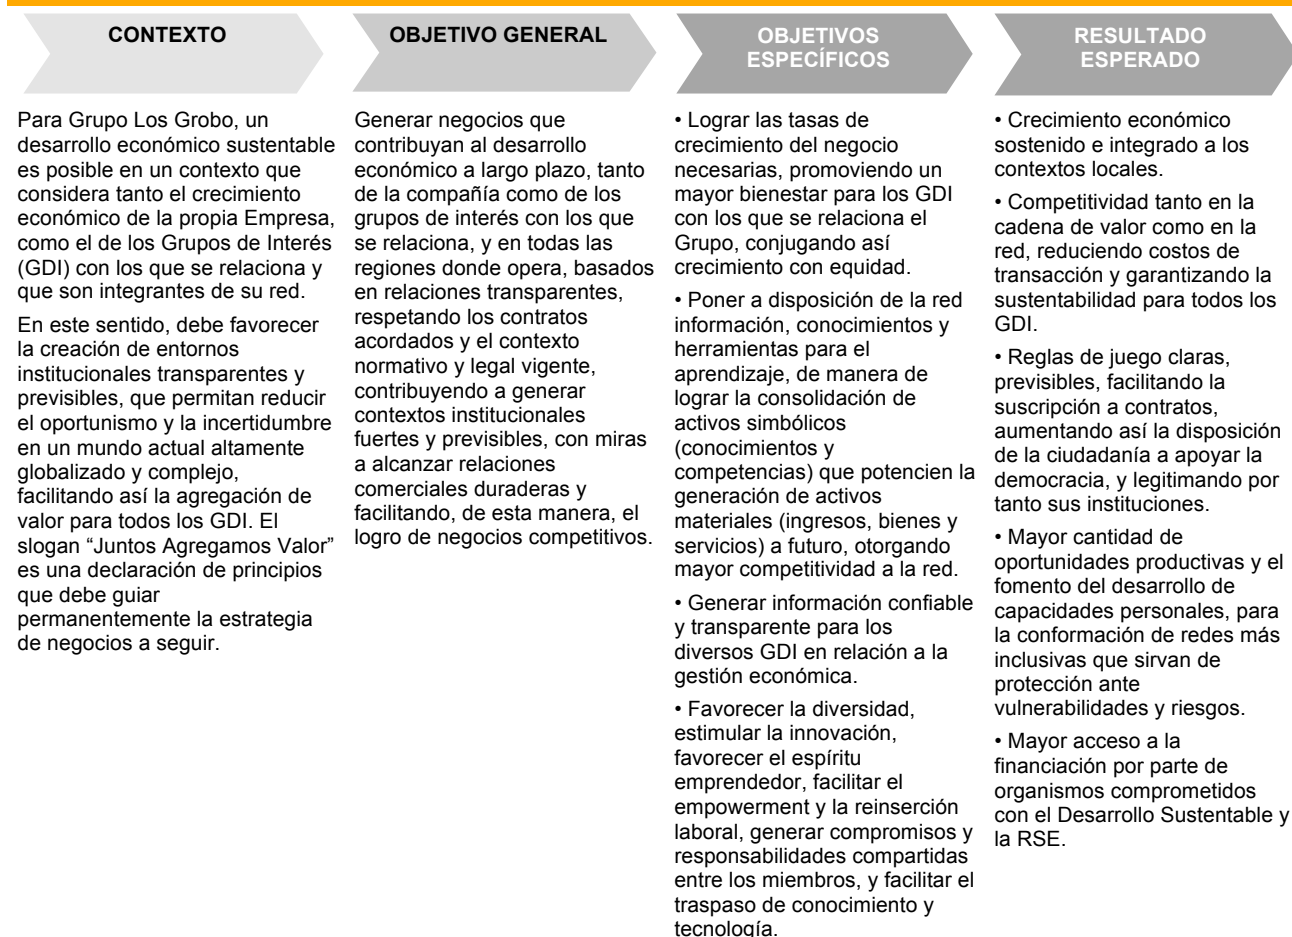 CONTEXTO
Para Grupo Los Grobo, un
desarrollo económico sustentable
es posible en un contexto que
considera tanto el crecimiento
económico de la propia Empresa,
como el de los Grupos de Interés
(GDI) con los que se relaciona y
que son integrantes de su red.
En este sentido, debe favorecer
la creación de entornos
institucionales transparentes y
previsibles, que permitan reducir
el oportunismo y la incertidumbre
en un mundo actual altamente
globalizado y complejo,
facilitando así la agregación de
valor para todos los GDI. El
slogan “Juntos Agregamos Valor”
es una declaración de principios
que debe guiar
permanentemente la estrategia
de negocios a seguir.
OBJETIVO GENERAL
Generar negocios que
contribuyan al desarrollo
económico a largo plazo, tanto
de la compañía como de los
grupos de interés con los que
se relaciona, y en todas las
regiones donde opera, basados
en relaciones transparentes,
respetando los contratos
acordados y el contexto
normativo y legal vigente,
contribuyendo a generar
contextos institucionales
fuertes y previsibles, con miras
a alcanzar relaciones
comerciales duraderas y
facilitando, de esta manera, el
logro de negocios competitivos.
OBJETIVOS
ESPECÍFICOS
• Lograr las tasas de
crecimiento del negocio
necesarias, promoviendo un
mayor bienestar para los GDI
con los que se relaciona el
Grupo, conjugando así
crecimiento con equidad.
• Poner a disposición de la red
información, conocimientos y
herramientas para el
aprendizaje, de manera de
lograr la consolidación de
activos simbólicos
(conocimientos y
competencias) que potencien la
generación de activos
materiales (ingresos, bienes y
servicios) a futuro, otorgando
mayor competitividad a la red.
• Generar información confiable
y transparente para los
diversos GDI en relación a la
gestión económica.
• Favorecer la diversidad,
estimular la innovación,
favorecer el espíritu
emprendedor, facilitar el
empowerment y la reinserción
laboral, generar compromisos y
responsabilidades compartidas
entre los miembros, y facilitar el
traspaso de conocimiento y
tecnología.
RESULTADO
ESPERADO
• Crecimiento económico
sostenido e integrado a los
contextos locales.
• Competitividad tanto en la
cadena de valor como en la
red, reduciendo costos de
transacción y garantizando la
sustentabilidad para todos los
GDI.
• Reglas de juego claras,
previsibles, facilitando la
suscripción a contratos,
aumentando así la disposición
de la ciudadanía a apoyar la
democracia, y legitimando por
tanto sus instituciones.
• Mayor cantidad de
oportunidades productivas y el
fomento del desarrollo de
capacidades personales, para
la conformación de redes más
inclusivas que sirvan de
protección ante
vulnerabilidades y riesgos.
• Mayor acceso a la
financiación por parte de
organismos comprometidos
con el Desarrollo Sustentable y
la RSE.